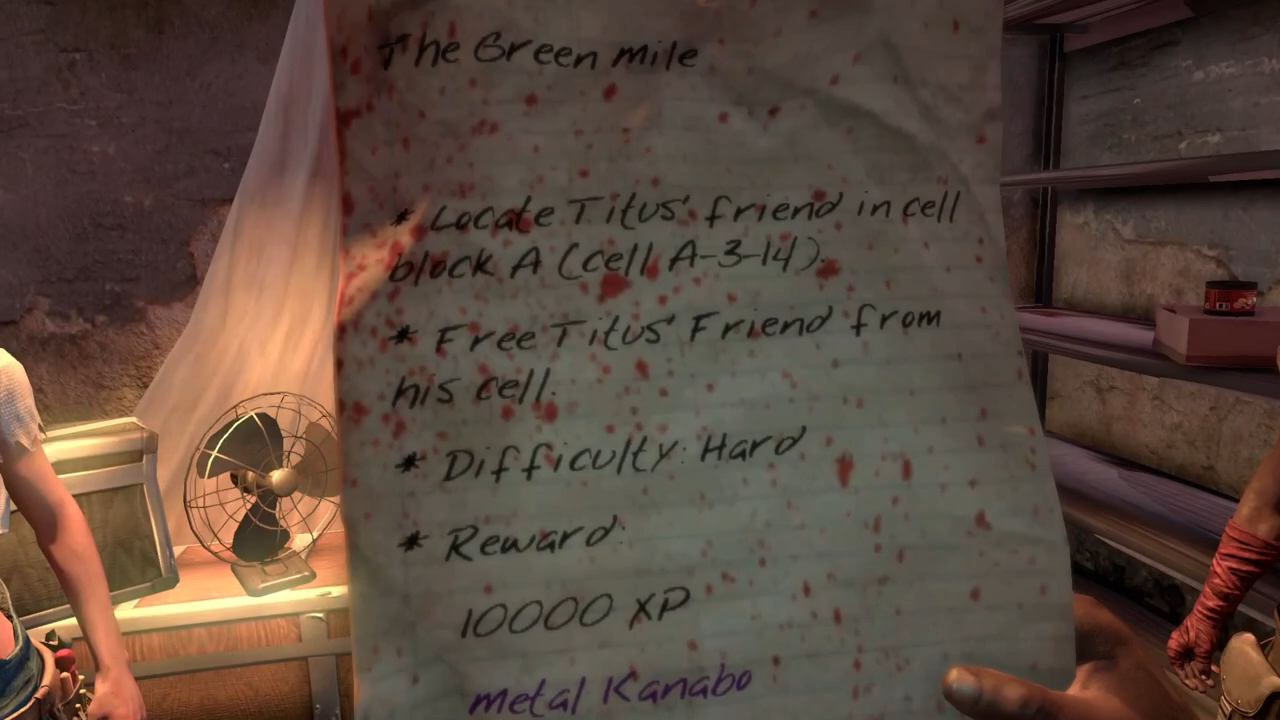 The Green mile
* Locate Titus' friend in cell
block A (cell A-3-14).
* Free Titus' Friend from
his cell.
* Difficulty: Hard
* Reward:
10000 XP
metal Kanabo